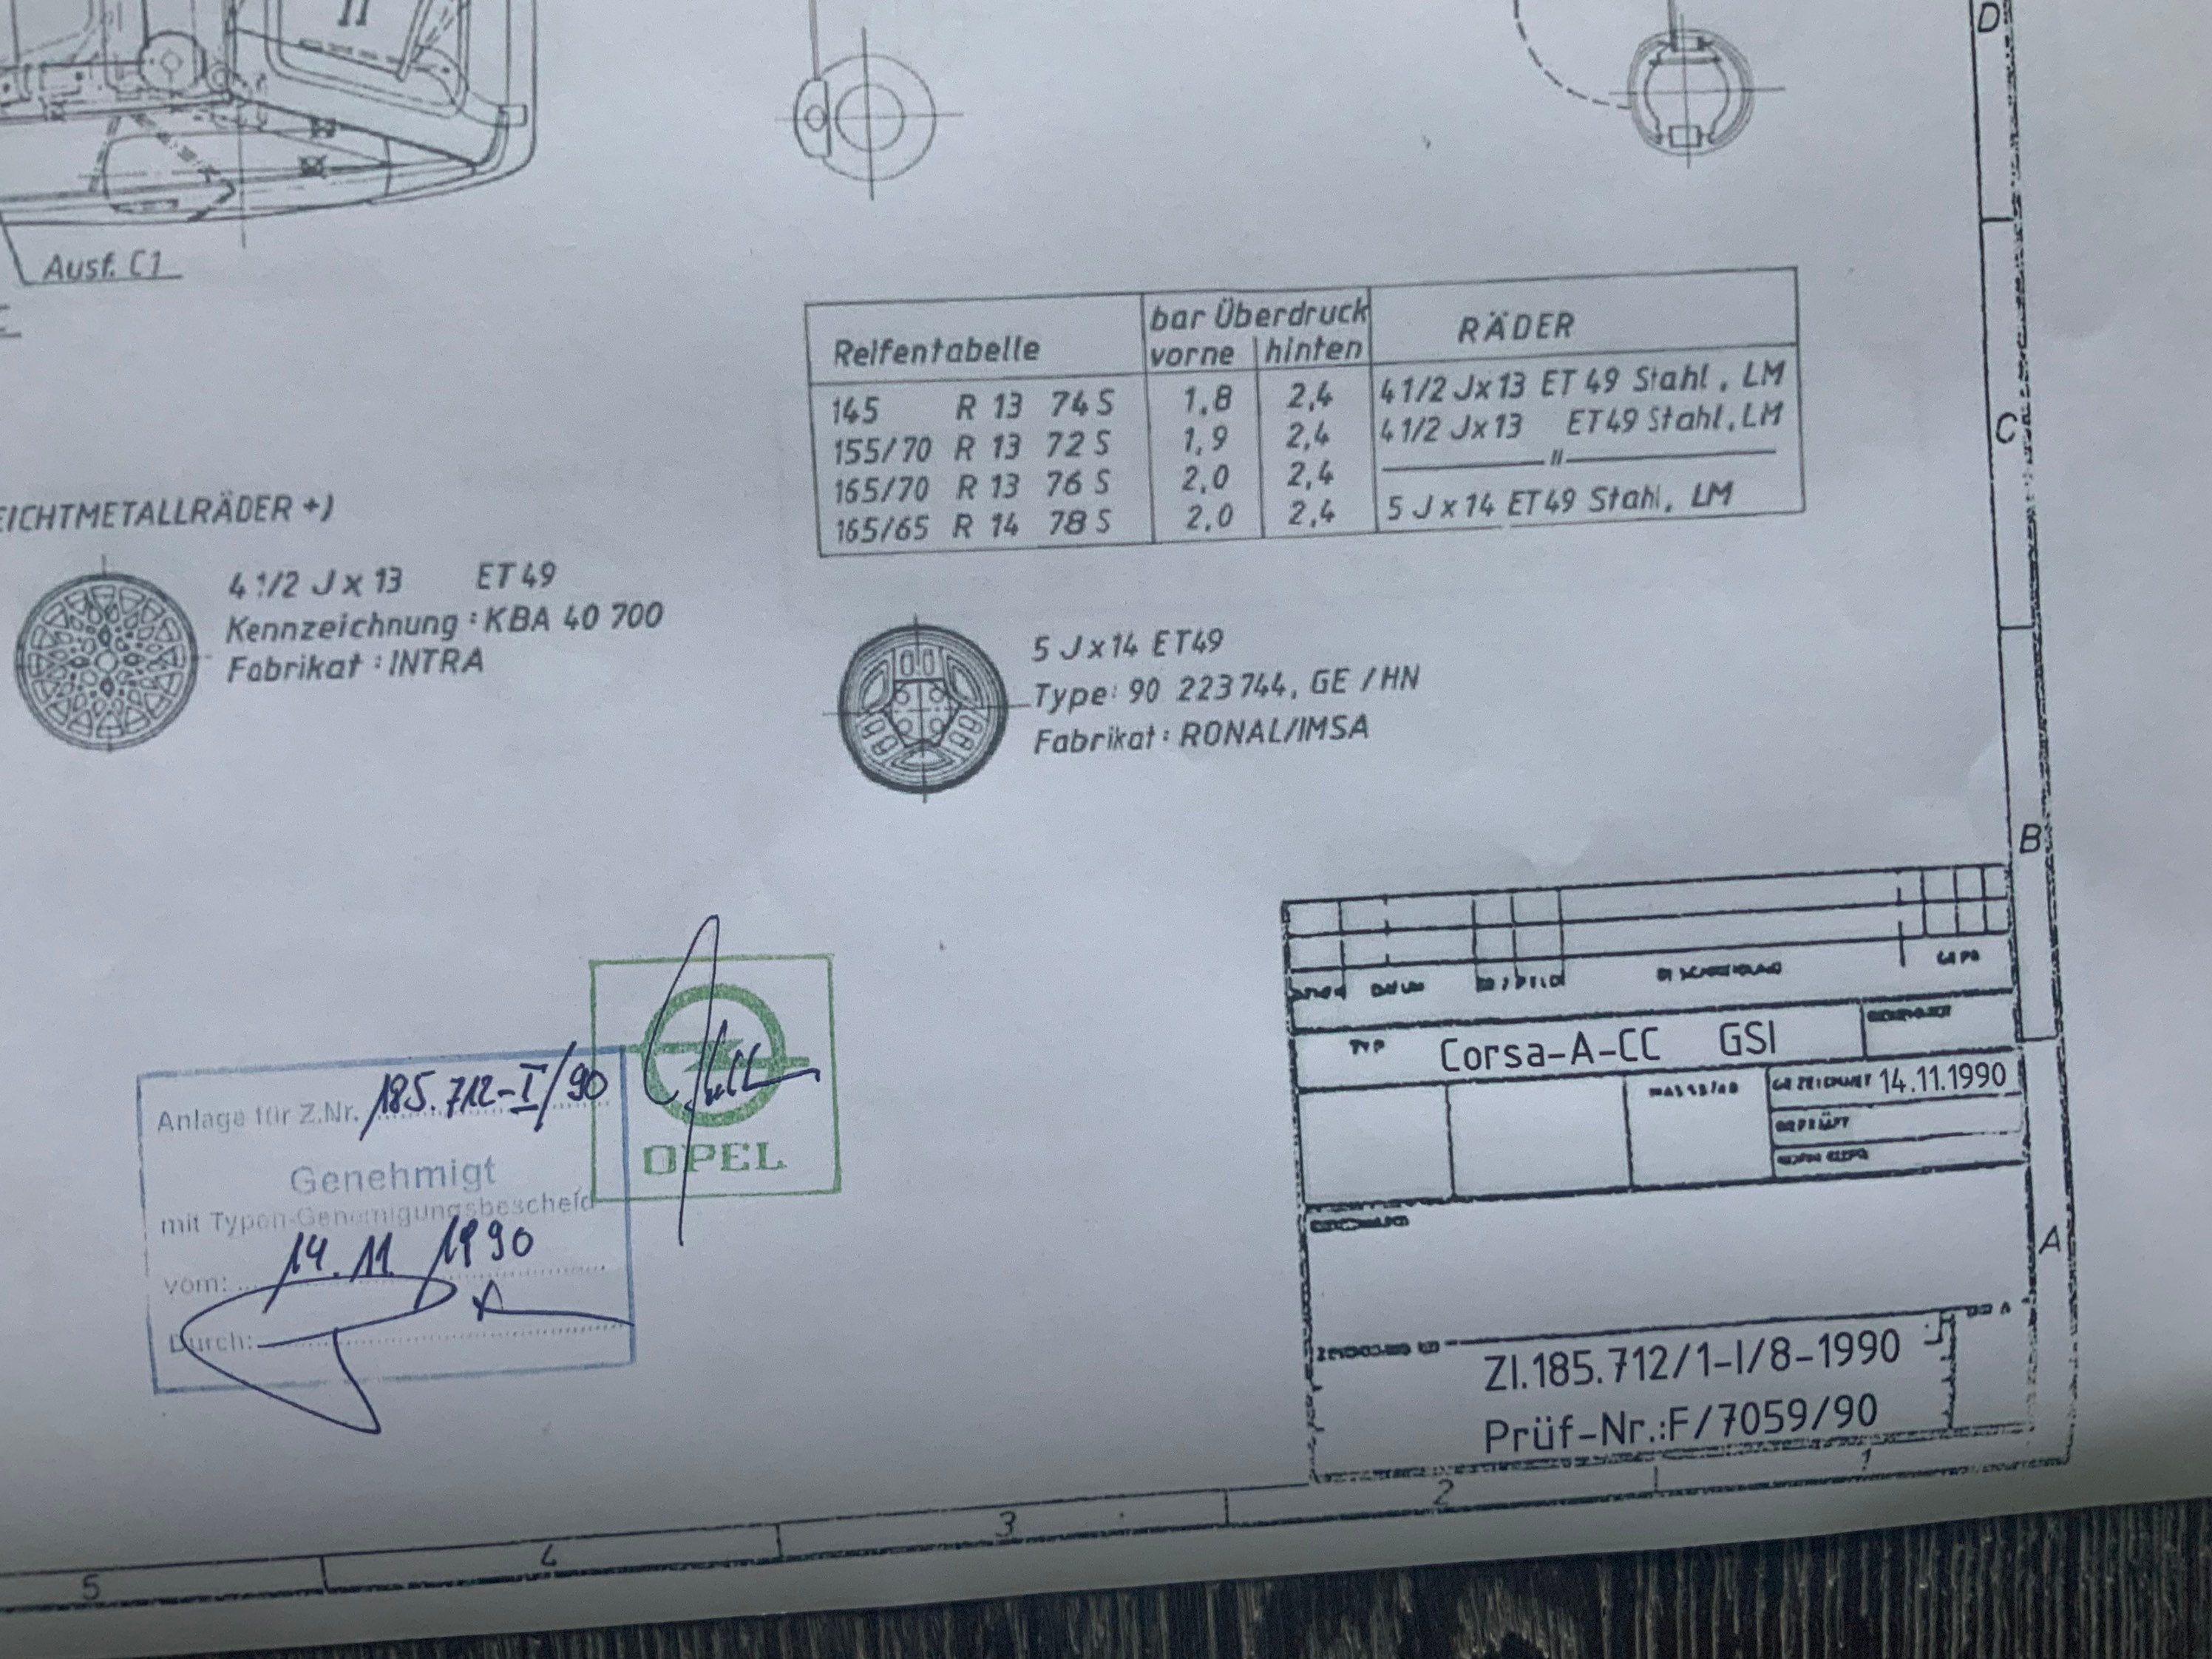 D
Ausf. C1
Reifentabelle
bar Überdruck
vorne hinten
RÄDER
145 R 13 74 S 1,8 2,4 4 1/2 Jx13 ET 49 Stahl, LM
155/70 R 13 72 S 1,9 2,4 4 1/2 Jx13 ET49 Stahl, LM
165/70 R 13 76 S 2,0 2,4 —— " ——
165/65 R 14 78 S 2,0 2,4 5 J x 14 ET49 Stahl, LM
C
EICHTMETALLRÄDER +)
4 1/2 J x 13 ET 49
Kennzeichnung : KBA 40 700
Fabrikat : INTRA
5 J x 14 ET49
Type: 90 223 744, GE / HN
Fabrikat : RONAL/IMSA
B
OPEL
Anlage für Z.Nr. 185.712-I/90
Genehmigt
mit Typen-Genehmigungsbescheid
vom: 14.11.1990
Durch:
DATUM
TYP Corsa-A-CC GSI
GEZEICHNET 14.11.1990
GEPRÜFT
A
Zl.185.712/1-I/8-1990
Prüf-Nr.:F/7059/90
5 4 3 2 1